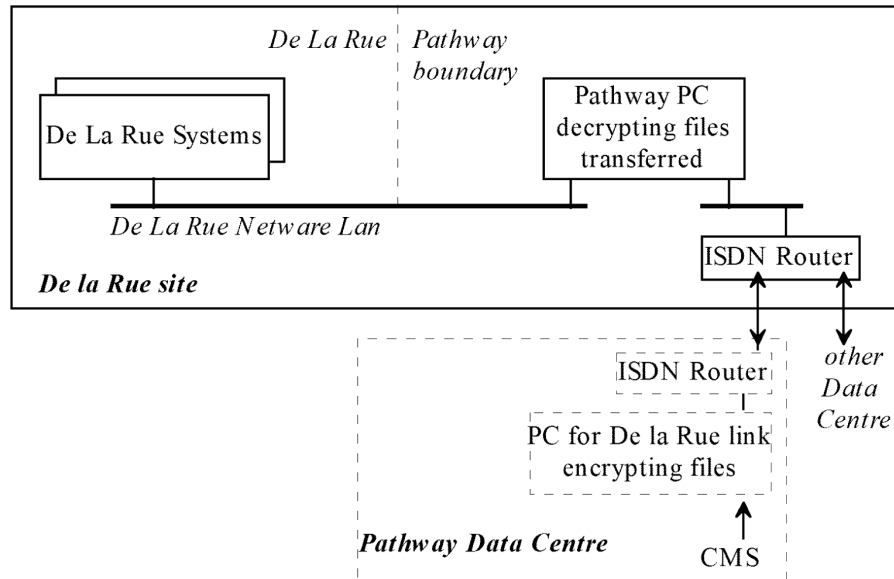 De La Rue
Pathway
boundary
De La Rue Systems
Pathway PC
decrypting files
transferred
De La Rue Netware Lan
ISDN Router
De la Rue site
ISDN Router
other
Data
Centre
PC for De la Rue link
encrypting files
Pathway Data Centre
CMS